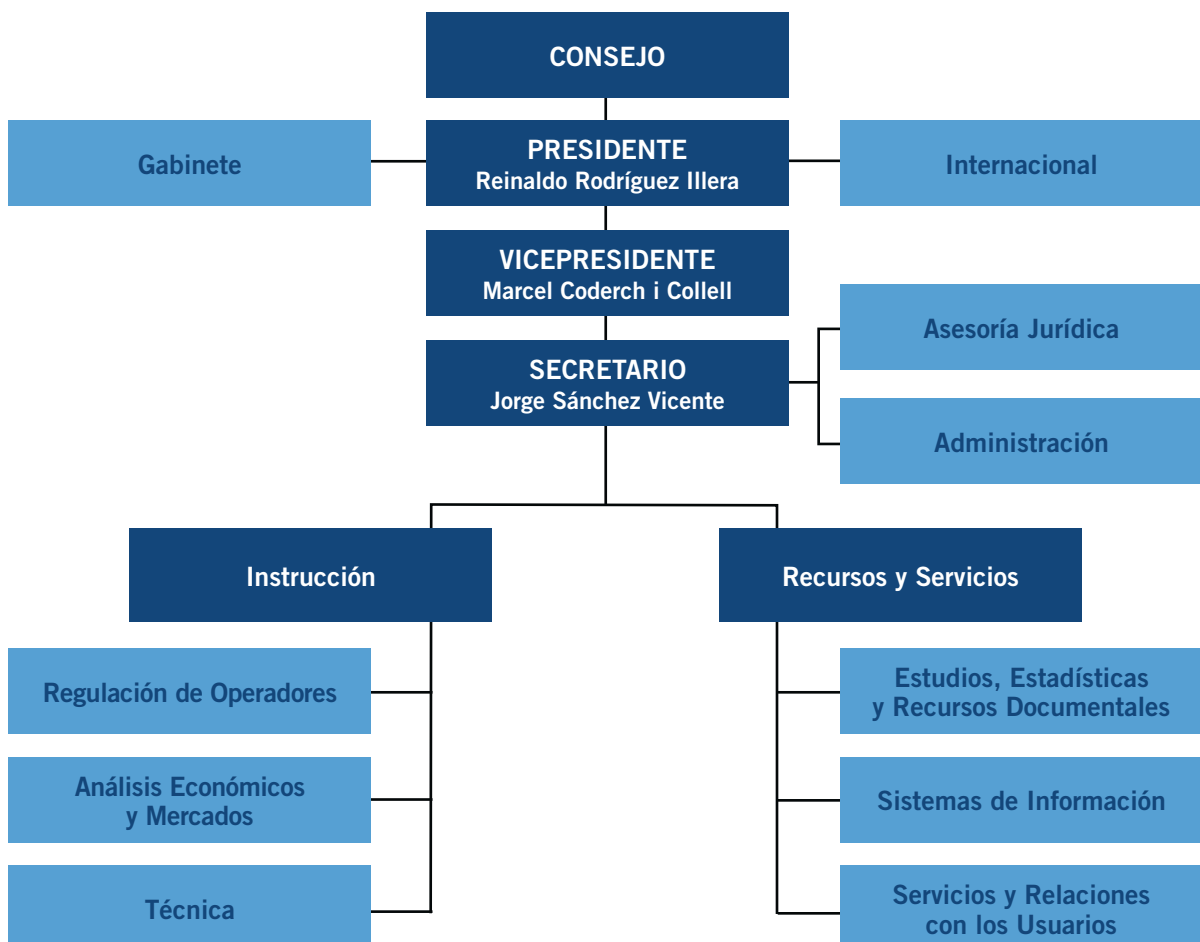 CONSEJO
Gabinete
PRESIDENTE
Reinaldo Rodríguez Illera
Internacional
VICEPRESIDENTE
Marcel Coderch i Collell
Asesoría Jurídica
SECRETARIO
Jorge Sánchez Vicente
Administración
Instrucción
Recursos y Servicios
Regulación de Operadores
Estudios, Estadísticas
y Recursos Documentales
Análisis Económicos
y Mercados
Sistemas de Información
Técnica
Servicios y Relaciones
con los Usuarios